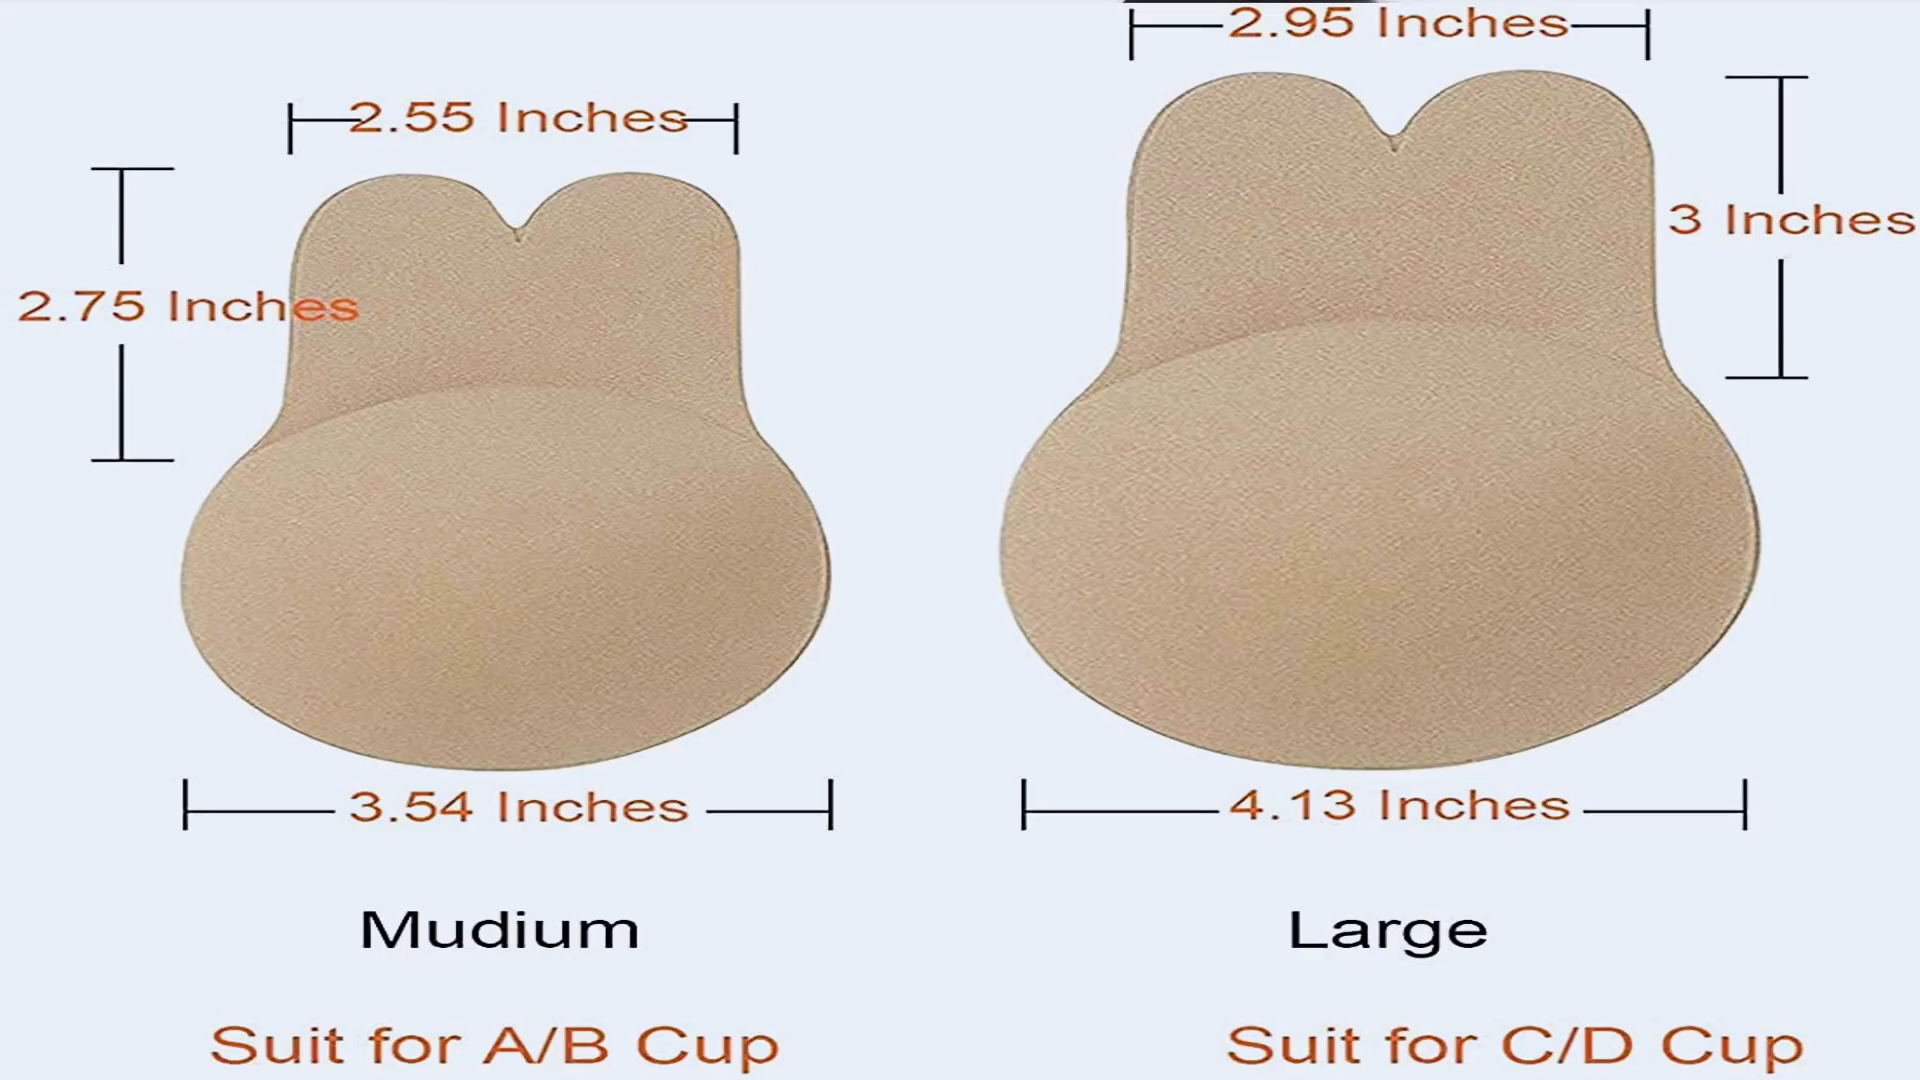 2.55 Inches
2.75 Inches
3.54 Inches
Mudium
Suit for A/B Cup
2.95 Inches
3 Inches
4.13 Inches
Large
Suit for C/D Cup